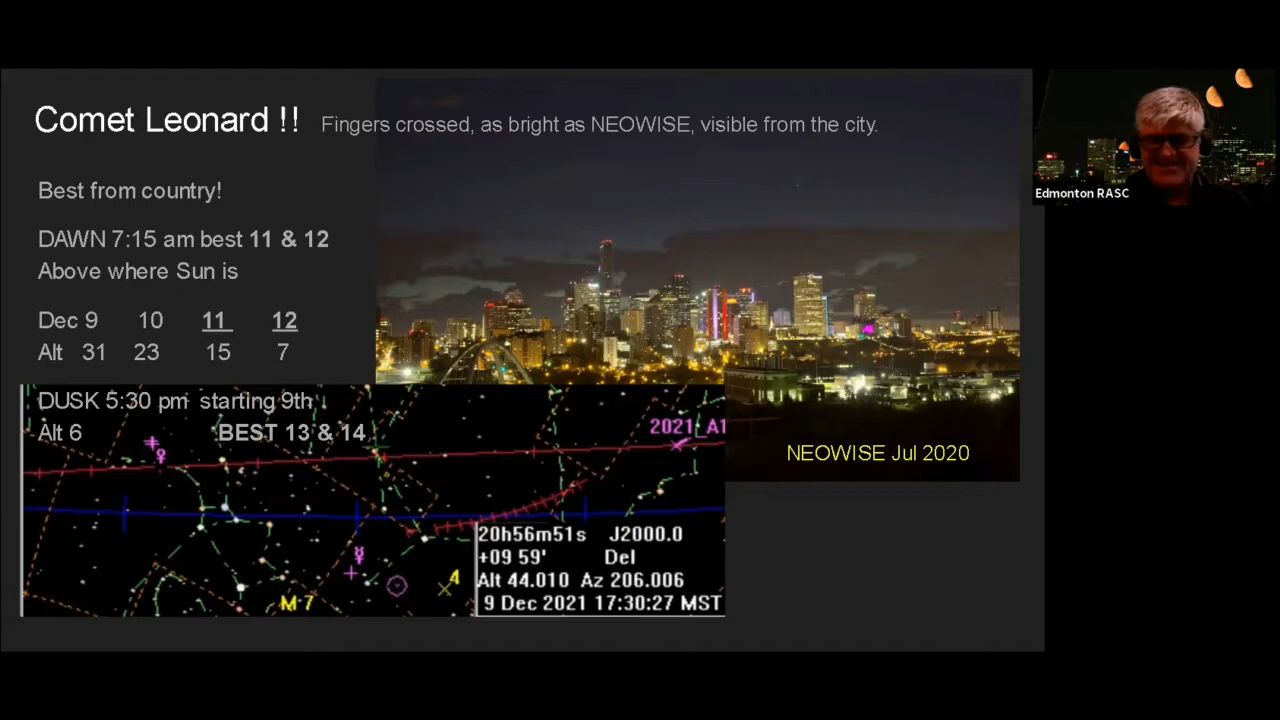 Comet Leonard !! Fingers crossed, as bright as NEOWISE, visible from the city.
Edmonton RASC
Best from country!
DAWN 7:15 am best 11 & 12
Above where Sun is
Dec 9 10 11 12
Alt 31 23 15 7
DUSK 5:30 pm starting 9th
Alt 6 BEST 13 & 14
2021_A1
NEOWISE Jul 2020
20h56m51s J2000.0
+09 59' Del
Alt 44.010 Az 206.006
9 Dec 2021 17:30:27 MST
4
M 7